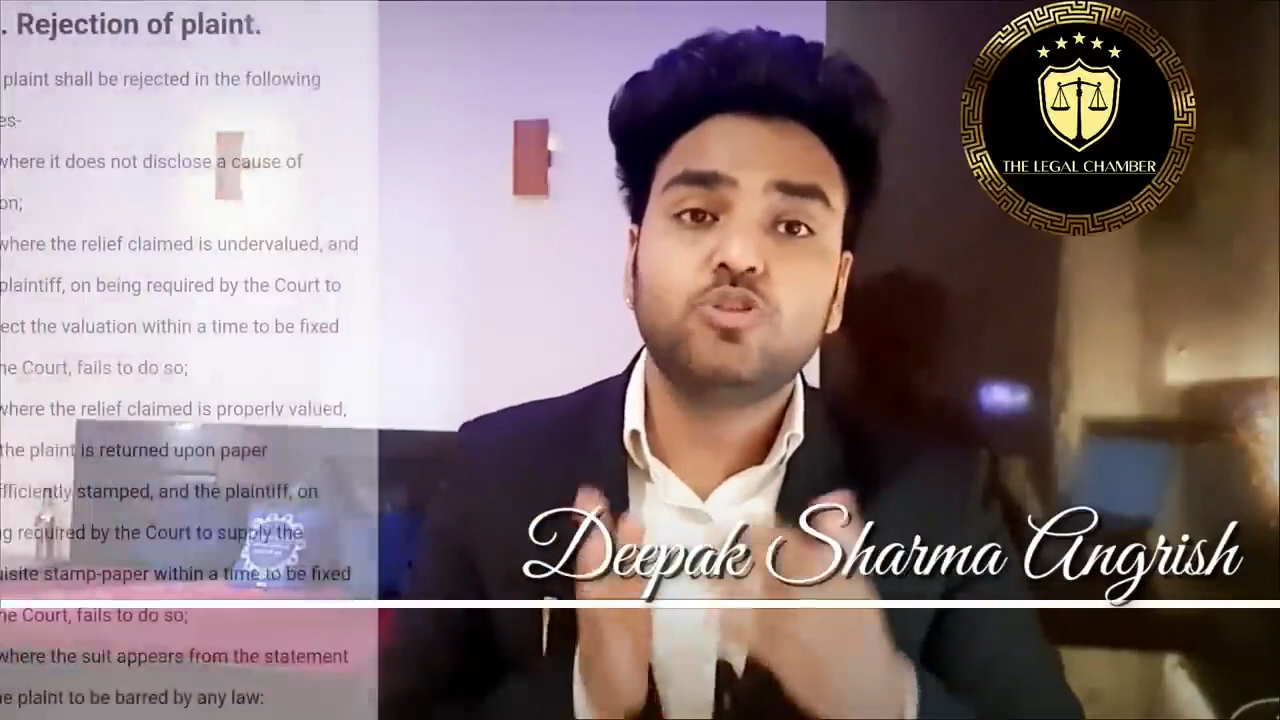 . Rejection of plaint.
plaint shall be rejected in the following
es-
where it does not disclose a cause of
on;
where the relief claimed is undervalued, and
plaintiff, on being required by the Court to
ect the valuation within a time to be fixed
he Court, fails to do so;
where the relief claimed is properly valued,
the plaint is returned upon paper
fficiently stamped, and the plaintiff, on
ng required by the Court to supply the
uisite stamp-paper within a time to be fixed
he Court, fails to do so;
where the suit appears from the statement
he plaint to be barred by any law:
THE LEGAL CHAMBER
Deepak Sharma Angrish